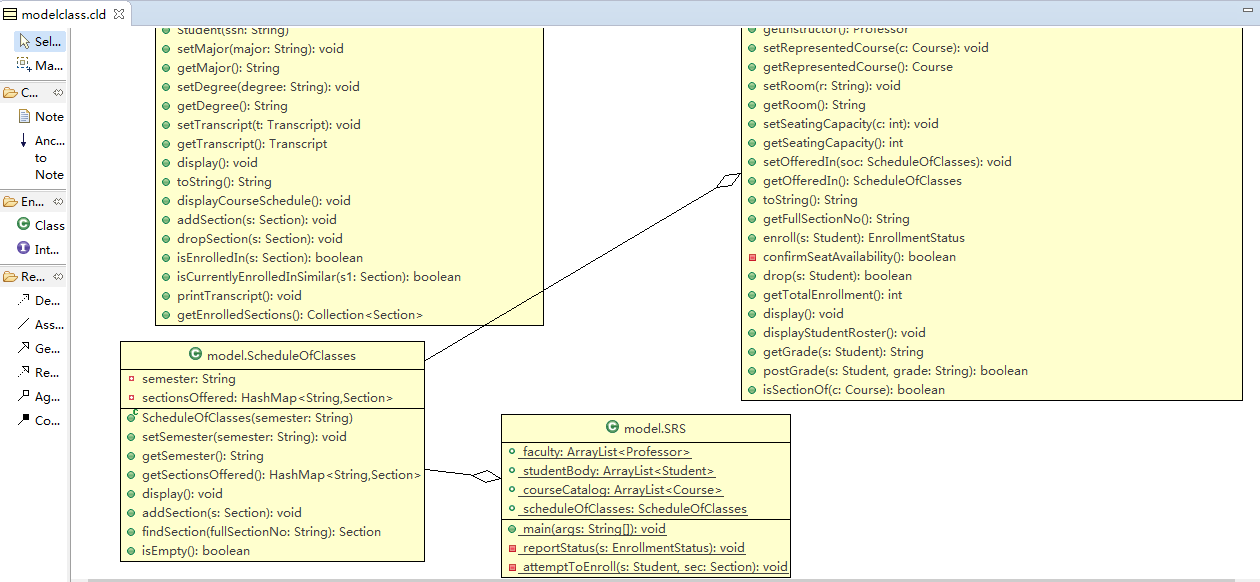 modelclass.cld
Sel...
Ma...
C...
Note
Anc...
to
Note
En...
Class
Int...
Re...
De...
Ass...
Ge...
Re...
Ag...
Co...
Student(ssn: String)
setMajor(major: String): void
getMajor(): String
setDegree(degree: String): void
getDegree(): String
setTranscript(t: Transcript): void
getTranscript(): Transcript
display(): void
toString(): String
displayCourseSchedule(): void
addSection(s: Section): void
dropSection(s: Section): void
isEnrolledIn(s: Section): boolean
isCurrentlyEnrolledInSimilar(s1: Section): boolean
printTranscript(): void
getEnrolledSections(): Collection<Section>
getInstructor(): Professor
setRepresentedCourse(c: Course): void
getRepresentedCourse(): Course
setRoom(r: String): void
getRoom(): String
setSeatingCapacity(c: int): void
getSeatingCapacity(): int
setOfferedIn(soc: ScheduleOfClasses): void
getOfferedIn(): ScheduleOfClasses
toString(): String
getFullSectionNo(): String
enroll(s: Student): EnrollmentStatus
confirmSeatAvailability(): boolean
drop(s: Student): boolean
getTotalEnrollment(): int
display(): void
displayStudentRoster(): void
getGrade(s: Student): String
postGrade(s: Student, grade: String): boolean
isSectionOf(c: Course): boolean
model.ScheduleOfClasses
semester: String
sectionsOffered: HashMap<String,Section>
ScheduleOfClasses(semester: String)
setSemester(semester: String): void
getSemester(): String
getSectionsOffered(): HashMap<String,Section>
display(): void
addSection(s: Section): void
findSection(fullSectionNo: String): Section
isEmpty(): boolean
model.SRS
faculty: ArrayList<Professor>
studentBody: ArrayList<Student>
courseCatalog: ArrayList<Course>
scheduleOfClasses: ScheduleOfClasses
main(args: String[]): void
reportStatus(s: EnrollmentStatus): void
attemptToEnroll(s: Student, sec: Section): void